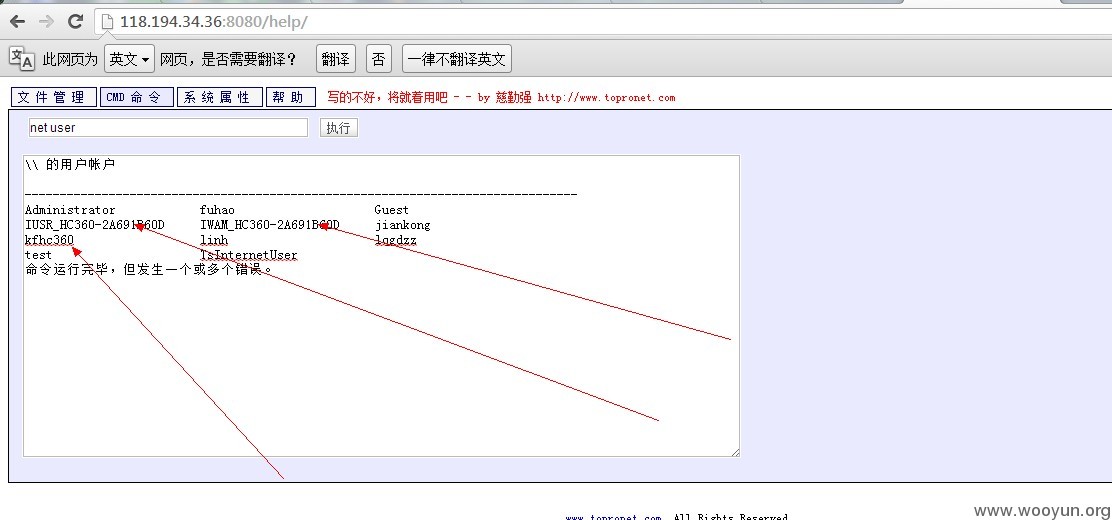 118.194.34.36:8080/help/
此网页为 英文 网页，是否需要翻译？ 翻译 否 一律不翻译英文
文件管理 CMD命令 系统属性 帮助 写的不好，将就着用吧 - - by 慈勤强 http://www.topronet.com
net user 执行
\\ 的用户帐户
-------------------------------------------------------------------------------
Administrator fuhao Guest
IUSR_HC360-2A691B60D IWAM_HC360-2A691B60D jiankong
kfhc360 linh lqgdzz
test TsInternetUser
命令运行完毕，但发生一个或多个错误。
www.topronet.com All Rights Reserved
www.wooyun.org